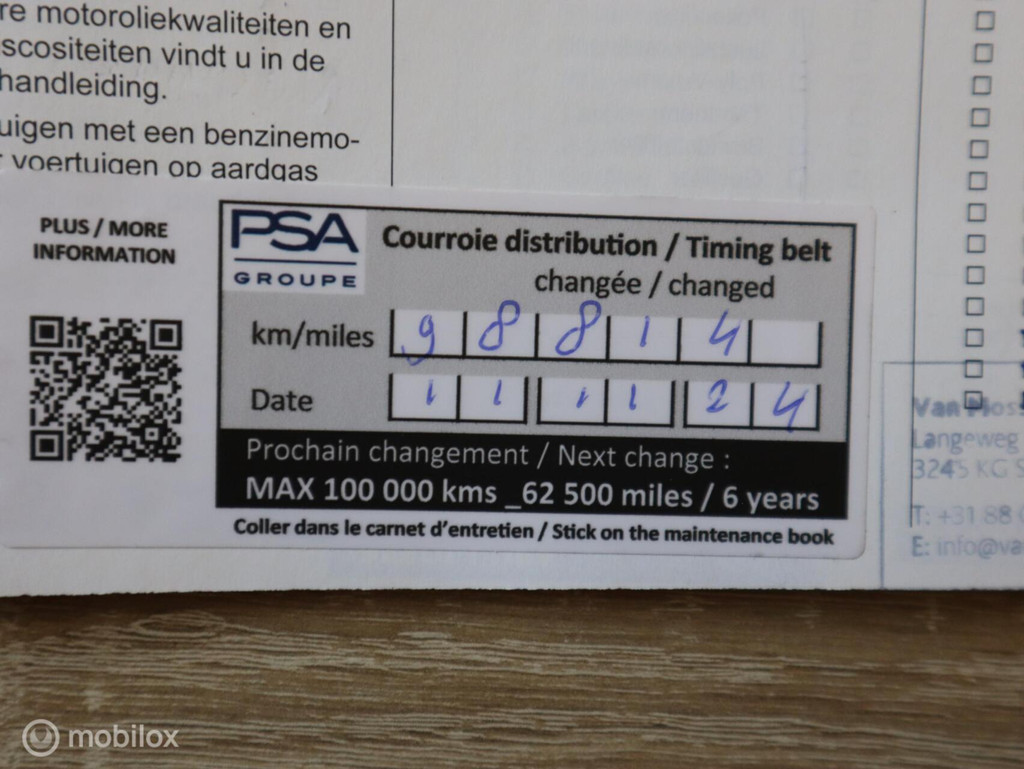 re motoroliekwaliteiten en
scositeiten vindt u in de
handleiding.
uigen met een benzinemo-
voertuigen op aardgas
PLUS / MORE
INFORMATION
PSA
GROUPE
Courroie distribution / Timing belt
changée / changed
km/miles 9 8 8 1 4
Date 1 1 1 1 2 4
Prochain changement / Next change :
MAX 100 000 kms _62 500 miles / 6 years
Coller dans le carnet d'entretien / Stick on the maintenance book
Van Mos
Langeweg
3245 KG S
T: +31 88
E: info@va
mobilox